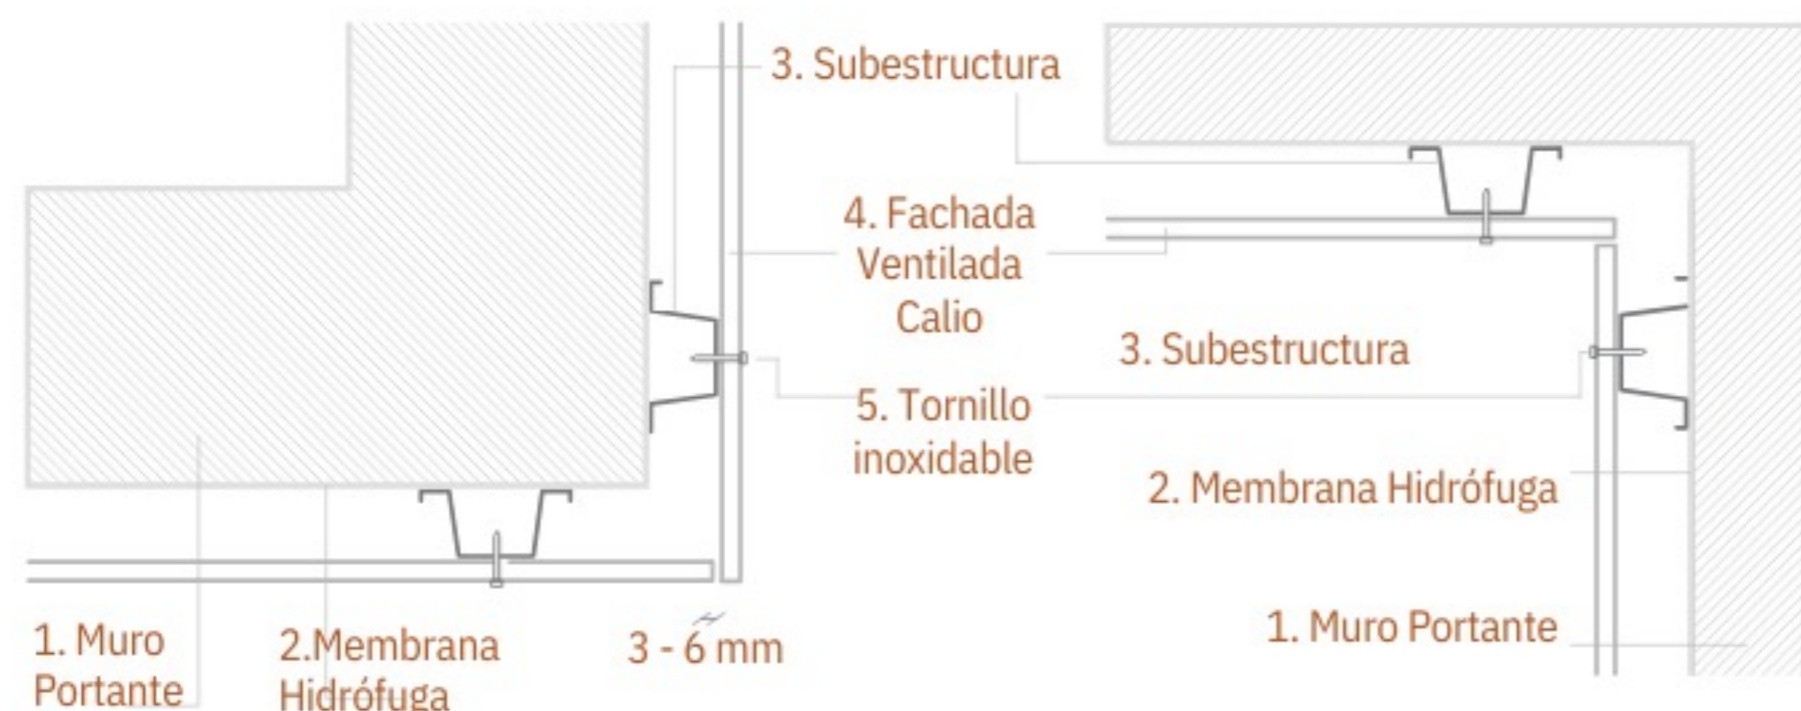 3. Subestructura
4. Fachada
Ventilada
Calio
3. Subestructura
5. Tornillo
inoxidable
2. Membrana Hidrófuga
1. Muro Portante
1. Muro
Portante
2.Membrana
Hidrófuga
3 - 6 mm